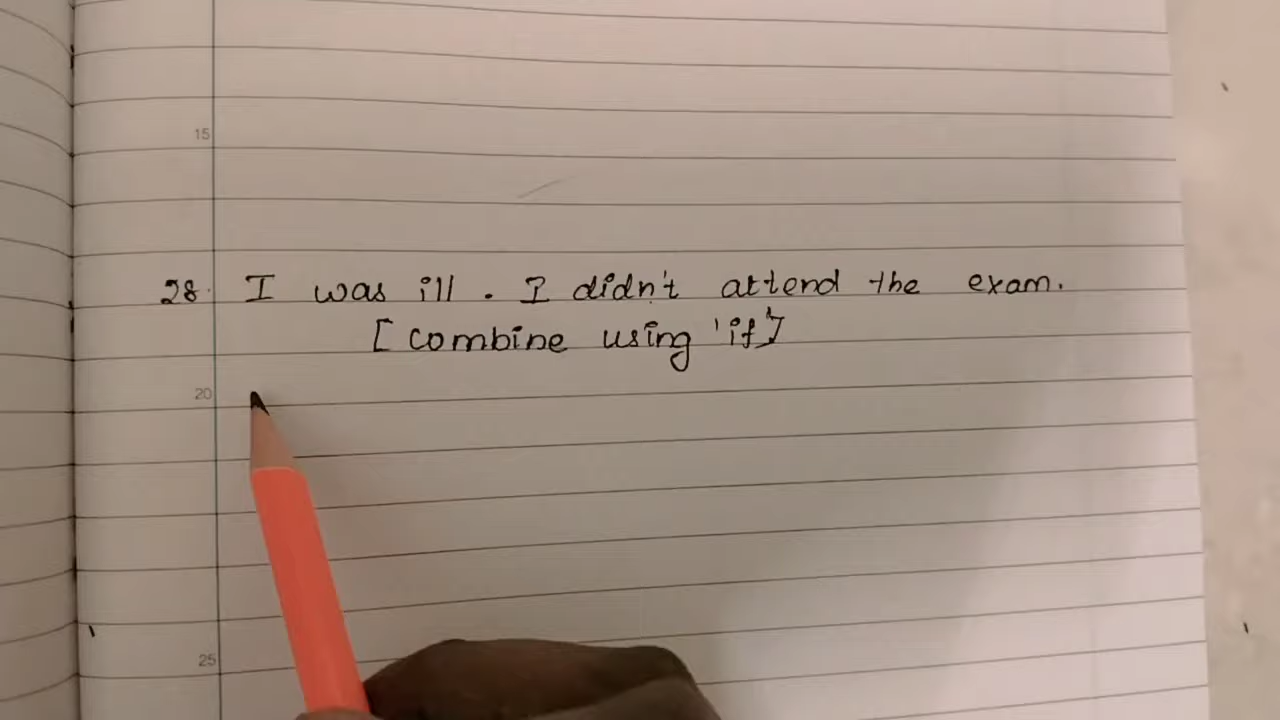 15
28. I was ill. I didn't attend the exam.
[combine using 'if']
20
25